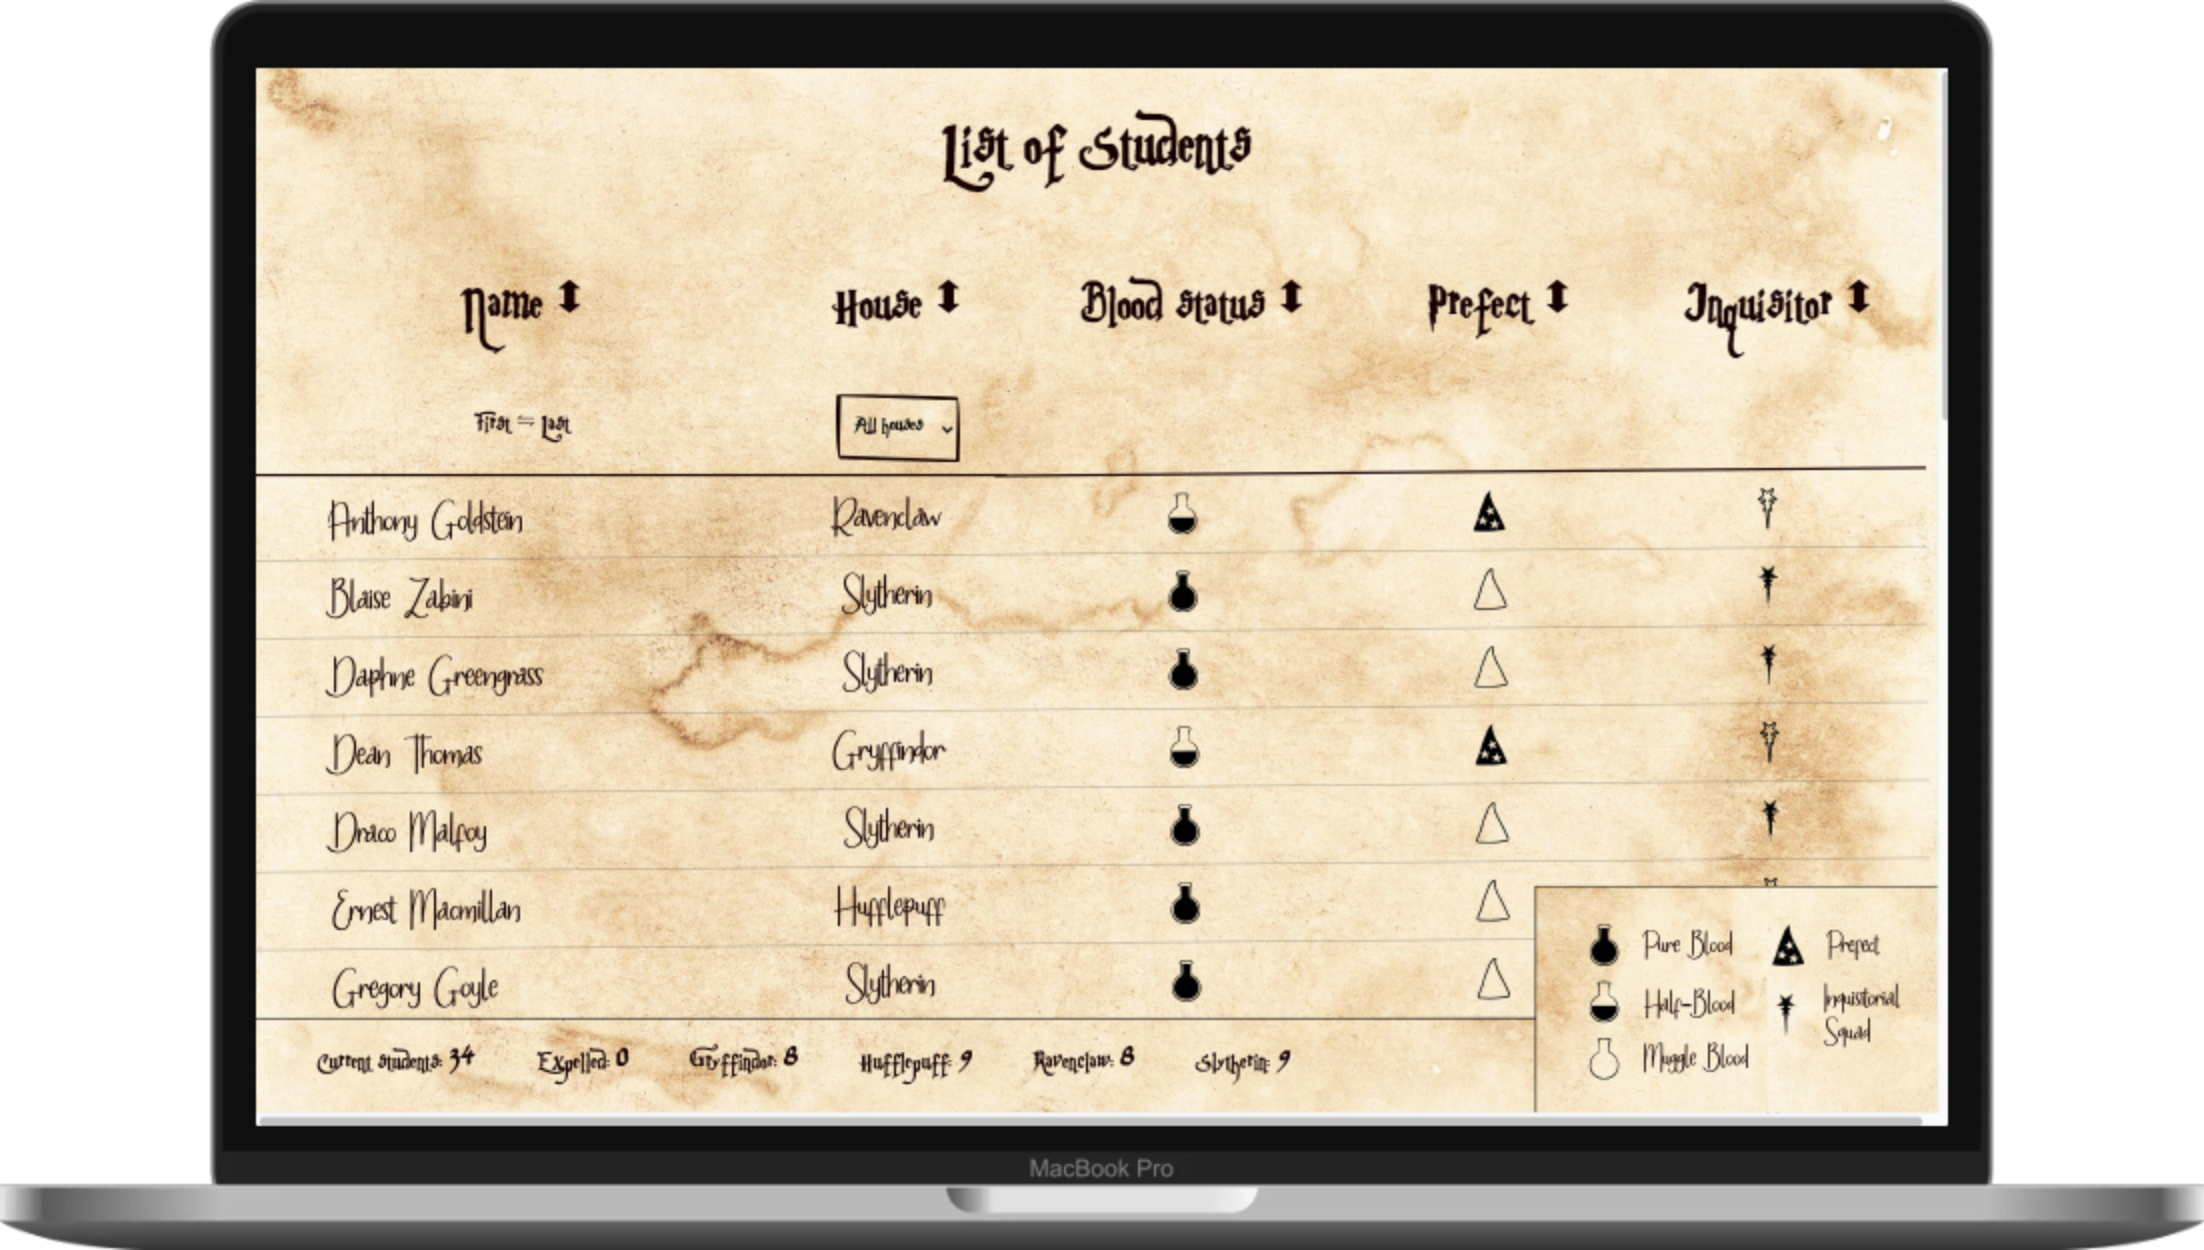 List of Students
Name House Blood status Prefect Inquisitor
First ⇋ Last All houses
Anthony Goldstein Ravenclaw
Blaise Zabini Slytherin
Daphne Greengrass Slytherin
Dean Thomas Gryffindor
Draco Malfoy Slytherin
Ernest Macmillan Hufflepuff
Gregory Goyle Slytherin
Pure Blood Prefect
Half-Blood Inquisitorial
Squad
Muggle Blood
Current students: 34 Expelled: 0 Gryffindor: 8 Hufflepuff: 9 Ravenclaw: 8 Slytherin: 9
MacBook Pro